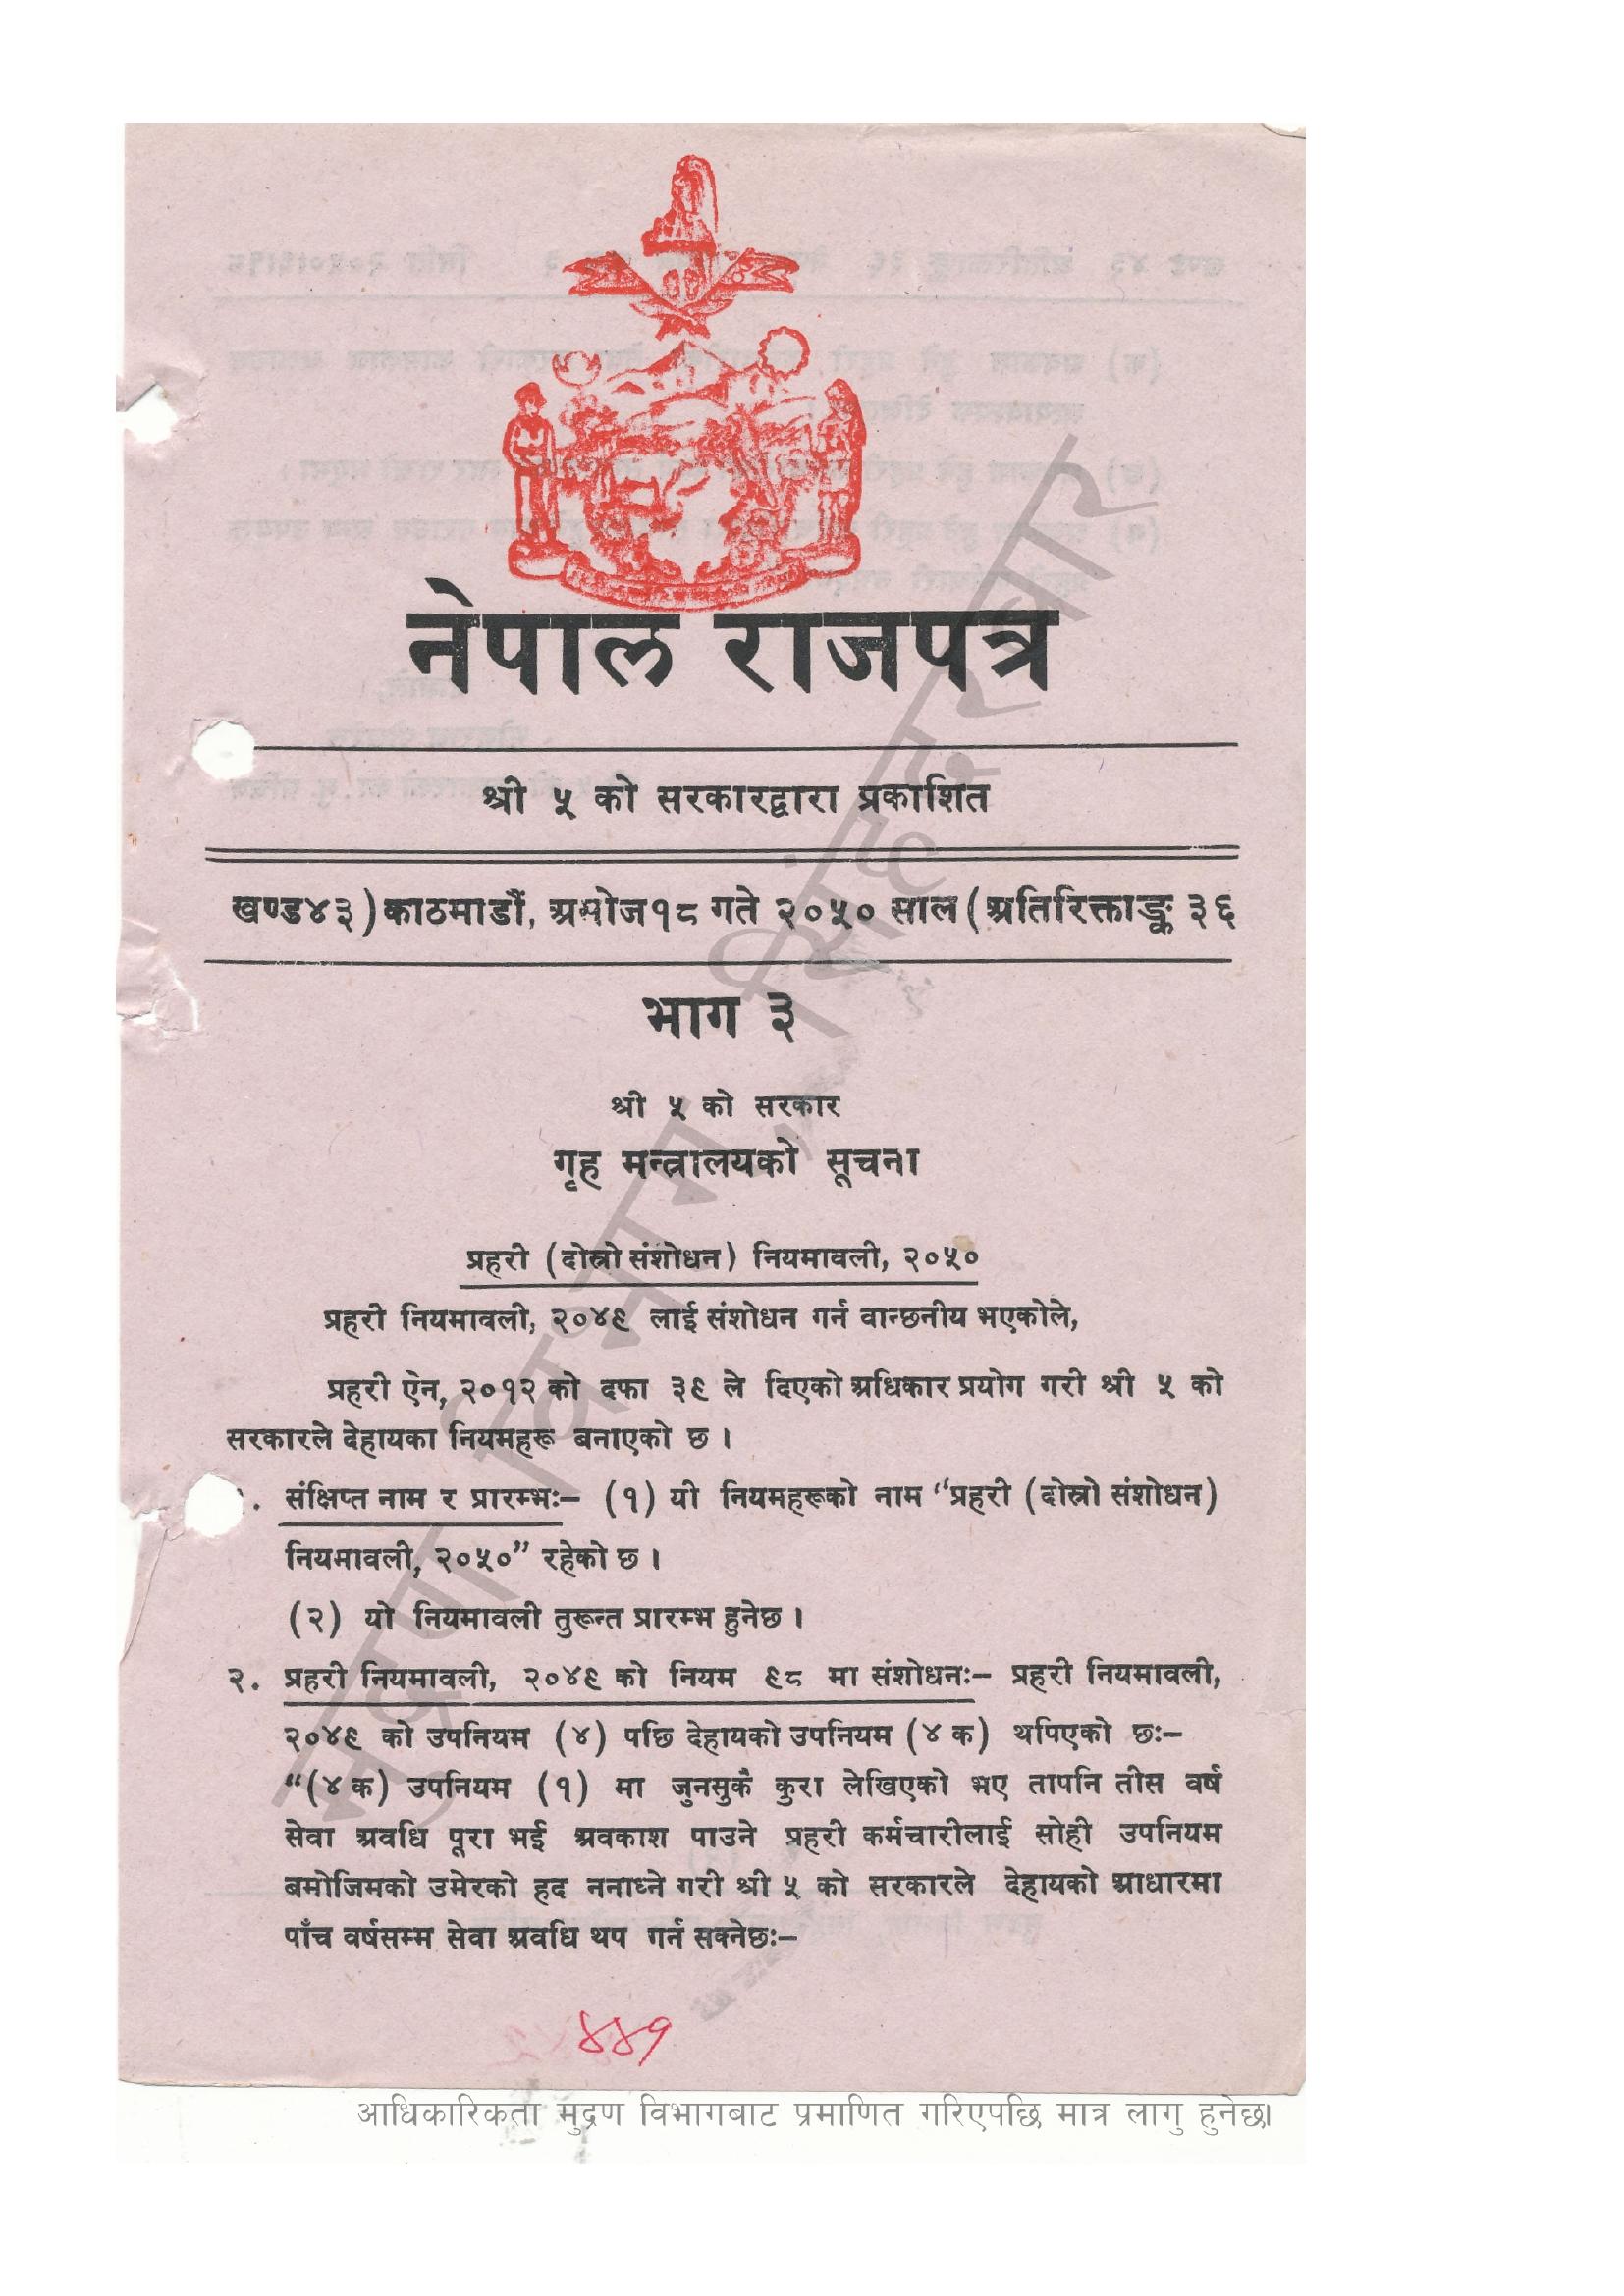 नेपाल राजपत्र
श्री ५ को सरकारद्वारा प्रकाशित
खण्ड४३) काठमाडौं, असोज१८ गते २०५० साल (अतिरिक्ताङ्क ३६
भाग ३
श्री ५ को सरकार
गृह मन्त्रालयको सूचना
प्रहरी (दोस्रो संशोधन) नियमावली, २०५०
प्रहरी नियमावली, २०४९ लाई संशोधन गर्न वान्छनीय भएकोले,
प्रहरी ऐन, २०१२ को दफा ३९ ले दिएको अधिकार प्रयोग गरी श्री ५ को
सरकारले देहायका नियमहरू बनाएको छ ।
. संक्षिप्त नाम र प्रारम्भः– (१) यी नियमहरूको नाम “प्रहरी (दोस्रो संशोधन)
नियमावली, २०५०” रहेको छ ।
(२) यो नियमावली तुरून्त प्रारम्भ हुनेछ ।
२. प्रहरी नियमावली, २०४९ को नियम ९८ मा संशोधनः– प्रहरी नियमावली,
२०४९ को उपनियम (४) पछि देहायको उपनियम (४ क) थपिएको छः–
“(४ क) उपनियम (१) मा जुनसुकै कुरा लेखिएको भए तापनि तीस वर्ष
सेवा अवधि पूरा भई अवकाश पाउने प्रहरी कर्मचारीलाई सोही उपनियम
बमोजिमको उमेरको हद ननाघ्ने गरी श्री ५ को सरकारले देहायको आधारमा
पाँच वर्षसम्म सेवा अवधि थप गर्न सक्नेछः–
४४१
मुद्रण विभाग, सिंहदरबार
आधिकारिकता मुद्रण विभागबाट प्रमाणित गरिएपछि मात्र लागु हुनेछ।